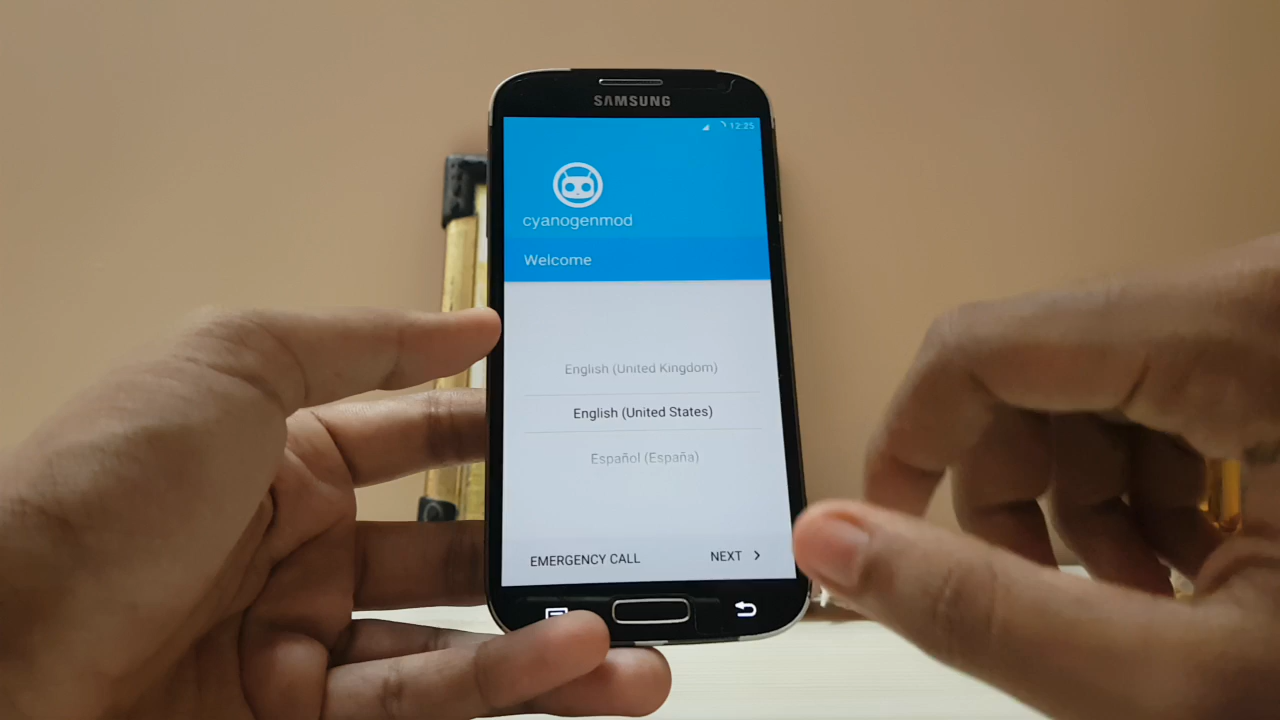 SAMSUNG
12:25
cyanogenmod
Welcome
English (United Kingdom)
English (United States)
Español (España)
EMERGENCY CALL
NEXT